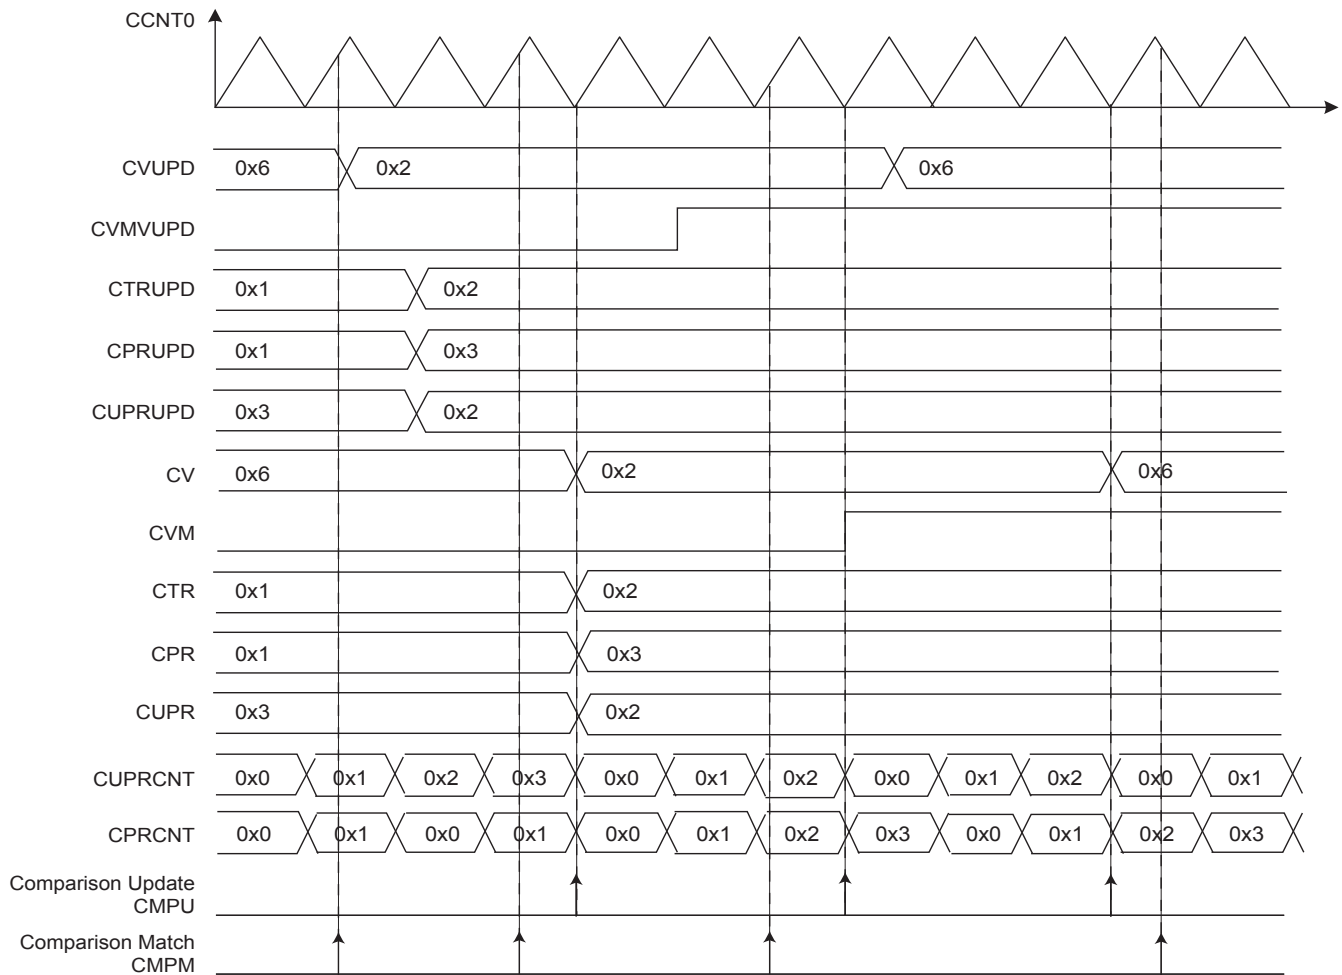 CCNT0
CVUPD 0x6 0x2 0x6
CVMVUPD
CTRUPD 0x1 0x2
CPRUPD 0x1 0x3
CUPRUPD 0x3 0x2
CV 0x6 0x2 0x6
CVM
CTR 0x1 0x2
CPR 0x1 0x3
CUPR 0x3 0x2
CUPRCNT 0x0 0x1 0x2 0x3 0x0 0x1 0x2 0x0 0x1 0x2 0x0 0x1
CPRCNT 0x0 0x1 0x0 0x1 0x0 0x1 0x2 0x3 0x0 0x1 0x2 0x3
Comparison Update
CMPU
Comparison Match
CMPM